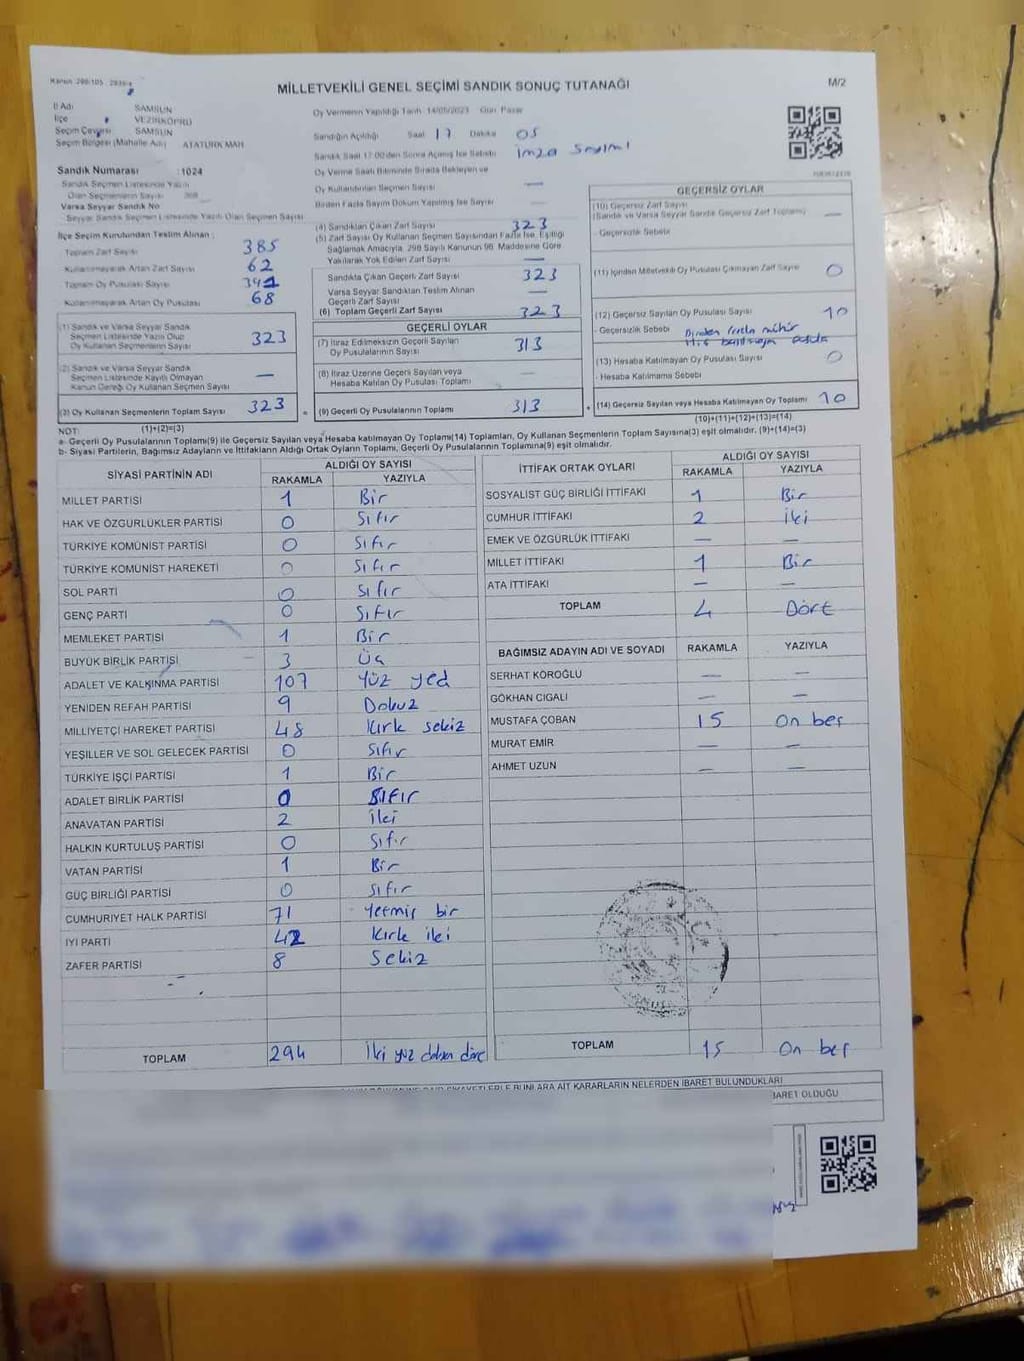 MİLLETVEKİLİ GENEL SEÇİMİ SANDIK SONUÇ TUTANAĞI
M/2
İl Adı SAMSUN
İlçe VEZİRKÖPRÜ
Seçim Çevresi SAMSUN
Seçim Bölgesi (Mahalle Adı) ATATÜRK MAH
Sandık Numarası :1024
Sandık Seçmen Listesinde Yazılı
Olan Seçmenlerin Sayısı
Varsa Seyyar Sandık No
Seyyar Sandık Seçmen Listesinde Yazılı Olan Seçmen Sayısı
Oy Vermenin Yapıldığı Tarih 14/05/2023 Gün Pazar
Sandığın Açıldığı Saat 17 Dakika 05
Sandık Saat 17:00'den Sonra Açılmış İse Sebebi imza Sayımı
Oy Verme Saati Bitiminde Sırada Bekleyen ve
Oy Kullandırılan Seçmen Sayısı —
Birden Fazla Sayım Döküm Yapılmış İse Sayısı —
İlçe Seçim Kurulundan Teslim Alınan :
Toplam Zarf Sayısı 385
Kullanılmayarak Artan Zarf Sayısı 62
Toplam Oy Pusulası Sayısı
Kullanılmayarak Artan Oy Pusulası 68
(1) Sandık ve Varsa Seyyar Sandık
Seçmen Listesinde Yazılı Olup
Oy Kullanan Seçmenlerin Sayısı 323
(2) Sandık ve Varsa Seyyar Sandık
Seçmen Listesinde Kayıtlı Olmayan
Kanun Gereği Oy Kullanan Seçmen Sayısı —
(3) Oy Kullanan Seçmenlerin Toplam Sayısı 323
(4) Sandıktan Çıkan Zarf Sayısı 323
(5) Zarf Sayısı Oy Kullanan Seçmen Sayısından Fazla İse, Eşitliği
Sağlamak Amacıyla, 298 Sayılı Kanunun 98. Maddesine Göre
Yakılarak Yok Edilen Zarf Sayısı —
Sandıkta Çıkan Geçerli Zarf Sayısı 323
Varsa Seyyar Sandıktan Teslim Alınan
Geçerli Zarf Sayısı —
(6) Toplam Geçerli Zarf Sayısı 323
GEÇERLİ OYLAR
(7) İtiraz Edilmeksizin Geçerli Sayılan
Oy Pusulalarının Sayısı 313
(8) İtiraz Üzerine Geçerli Sayılan veya
Hesaba Katılan Oy Pusulası Toplamı —
(9) Geçerli Oy Pusulalarının Toplamı 313
GEÇERSİZ OYLAR
(10) Geçersiz Zarf Sayısı
(Sandık ve Varsa Seyyar Sandık Geçersiz Zarf Toplamı) —
- Geçersizlik Sebebi
(11) İçinden Milletvekili Oy Pusulası Çıkmayan Zarf Sayısı 0
(12) Geçersiz Sayılan Oy Pusulası Sayısı 10
- Geçersizlik Sebebi Birden fazla mühür
(13) Hesaba Katılmayan Oy Pusulası Sayısı 0
- Hesaba Katılmama Sebebi
(14) Geçersiz Sayılan veya Hesaba Katılmayan Oy Toplamı 10
NOT: (1)+(2)=(3) (10)+(11)+(12)+(13)=(14)
a- Geçerli Oy Pusulalarının Toplamı(9) ile Geçersiz Sayılan veya Hesaba katılmayan Oy Toplamı(14) Toplamları, Oy Kullanan Seçmenlerin Toplam Sayısına(3) eşit olmalıdır. (9)+(14)=(3)
b- Siyasi Partilerin, Bağımsız Adayların ve İttifakların Aldığı Ortak Oyların Toplamı, Geçerli Oy Pusulalarının Toplamına(9) eşit olmalıdır.
SİYASİ PARTİNİN ADI ALDIĞI OY SAYISI
RAKAMLA YAZIYLA
MİLLET PARTİSİ 1 Bir
HAK VE ÖZGÜRLÜKLER PARTİSİ 0 Sıfır
TÜRKİYE KOMÜNİST PARTİSİ 0 Sıfır
TÜRKİYE KOMÜNİST HAREKETİ 0 Sıfır
SOL PARTİ 0 Sıfır
GENÇ PARTİ 0 Sıfır
MEMLEKET PARTİSİ 1 Bir
BÜYÜK BİRLİK PARTİSİ 3 Üç
ADALET VE KALKINMA PARTİSİ 107 Yüz yed
YENİDEN REFAH PARTİSİ 9 Dokuz
MİLLİYETÇİ HAREKET PARTİSİ 48 Kırk sekiz
YEŞİLLER VE SOL GELECEK PARTİSİ 0 Sıfır
TÜRKİYE İŞÇİ PARTİSİ 1 Bir
ADALET BİRLİK PARTİSİ 0 Sıfır
ANAVATAN PARTİSİ 2 İki
HALKIN KURTULUŞ PARTİSİ 0 Sıfır
VATAN PARTİSİ 1 Bir
GÜÇ BİRLİĞİ PARTİSİ 0 Sıfır
CUMHURİYET HALK PARTİSİ 71 Yetmiş bir
İYİ PARTİ 42 Kırk iki
ZAFER PARTİSİ 8 Sekiz
TOPLAM 294 İki yüz doksan dört
İTTİFAK ORTAK OYLARI ALDIĞI OY SAYISI
RAKAMLA YAZIYLA
SOSYALİST GÜÇ BİRLİĞİ İTTİFAKI 1 Bir
CUMHUR İTTİFAKI 2 İki
EMEK VE ÖZGÜRLÜK İTTİFAKI — —
MİLLET İTTİFAKI 1 Bir
ATA İTTİFAKI — —
TOPLAM 4 Dört
BAĞIMSIZ ADAYIN ADI VE SOYADI RAKAMLA YAZIYLA
SERHAT KÖROĞLU — —
GÖKHAN CIGALI — —
MUSTAFA ÇOBAN 15 On beş
MURAT EMİR — —
AHMET UZUN — —
TOPLAM 15 On beş
KARARLARIN NELERDEN İBARET BULUNDUKLARI
BARET OLDUĞU